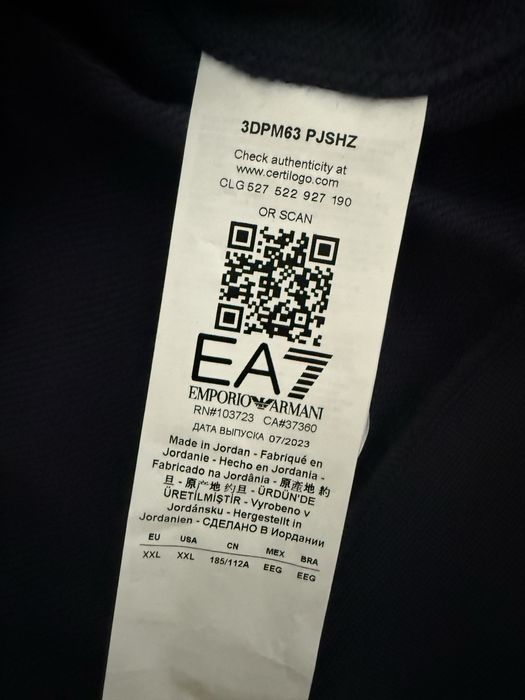 3DPM63 PJSHZ
Check authenticity at
www.certilogo.com
CLG 527 522 927 190
OR SCAN
EA7
EMPORIO ARMANI
RN#103723 CA#37360
ДАТА ВЫПУСКА 07/2023
Made in Jordan - Fabriqué en
Jordanie - Hecho en Jordania -
Fabricado na Jordânia - 原產地 約
旦 - 原产地 约旦 - ÜRDÜN'DE
ÜRETİLMİŞTİR - Vyrobeno v
Jordánsku - Hergestellt in
Jordanien - СДЕЛАНО В Иордании
EU USA CN MEX BRA
XXL XXL 185/112A EEG EEG